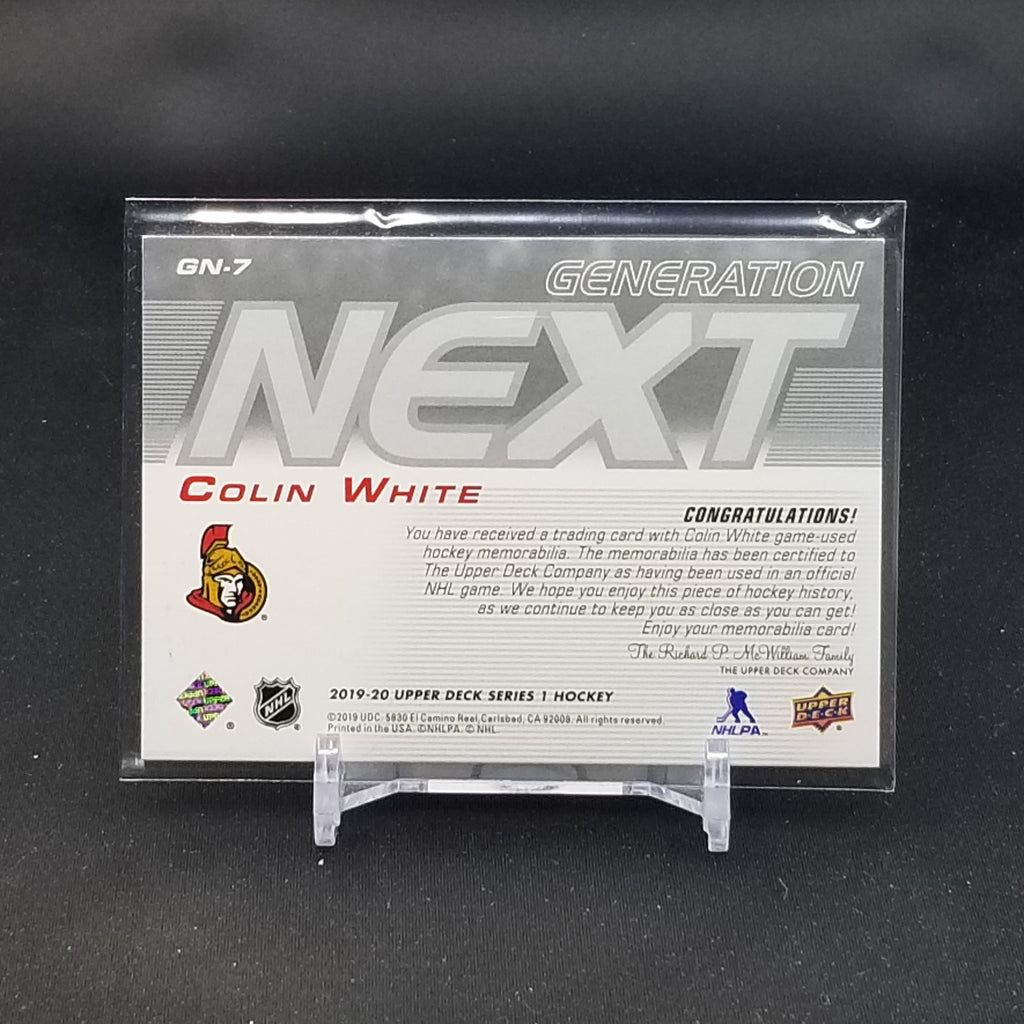 GN-7
GENERATION
NEXT
COLIN WHITE
CONGRATULATIONS!
You have received a trading card with Colin White game-used
hockey memorabilia. The memorabilia has been certified to
The Upper Deck Company as having been used in an official
NHL game. We hope you enjoy this piece of hockey history,
as we continue to keep you as close as you can get!
Enjoy your memorabilia card!
The Richard P. McWilliam Family
THE UPPER DECK COMPANY
®
NHL
®
2019-20 UPPER DECK SERIES 1 HOCKEY
©2019 UDC. 5830 El Camino Real, Carlsbad, CA 92008. All rights reserved.
Printed in the USA. ©NHLPA. © NHL.
NHLPA™
UPPER
DECK